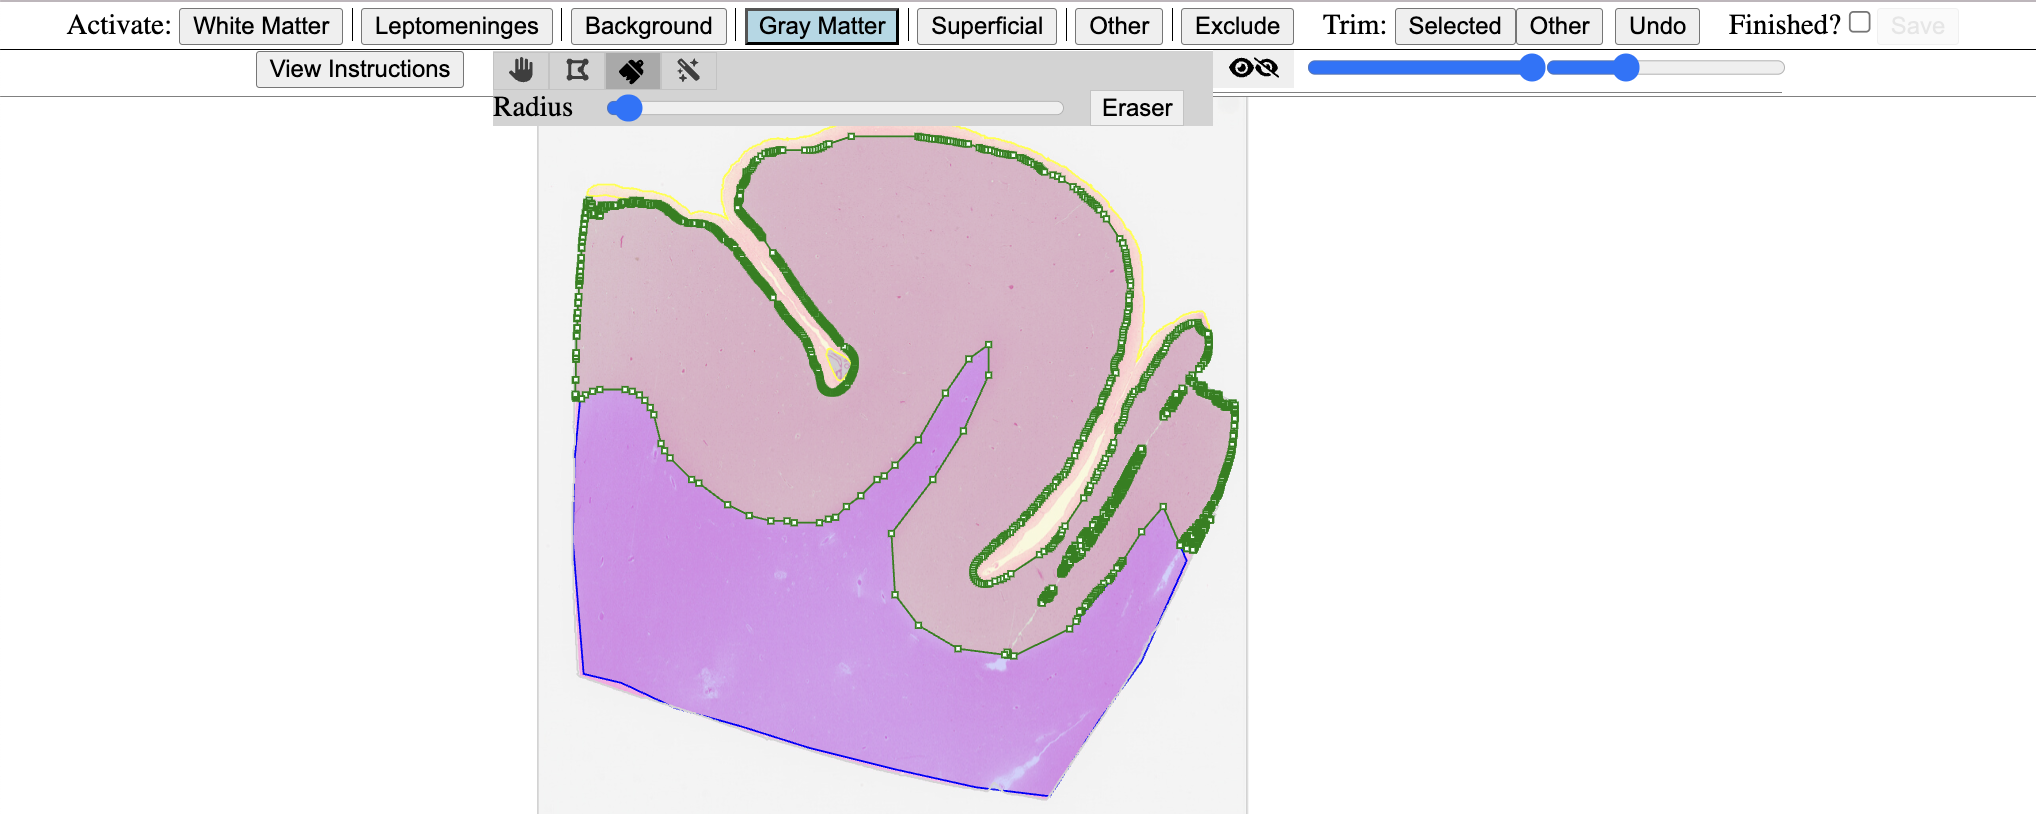 Activate: White Matter Leptomeninges Background Gray Matter Superficial Other Exclude Trim: Selected Other Undo Finished? Save
View Instructions
Radius Eraser